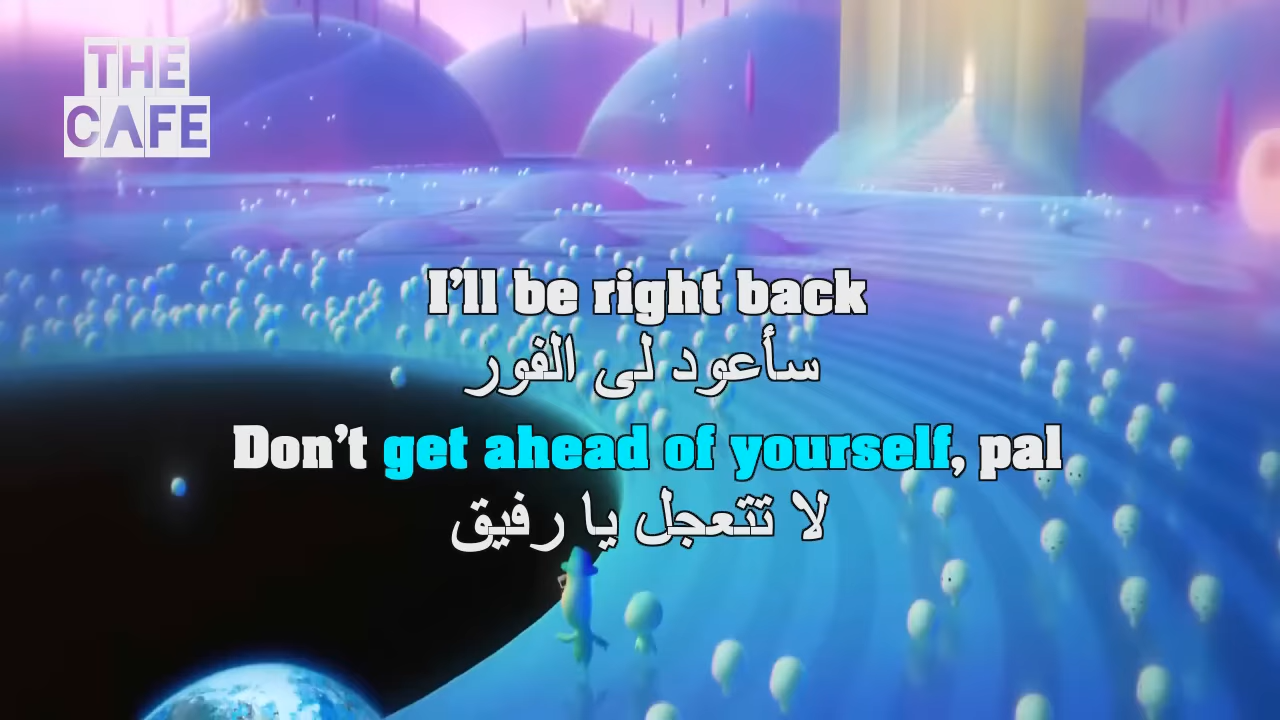 THE
CAFE
I'll be right back
سأعود لى الفور
Don't get ahead of yourself, pal
لا تتعجل يا رفيق